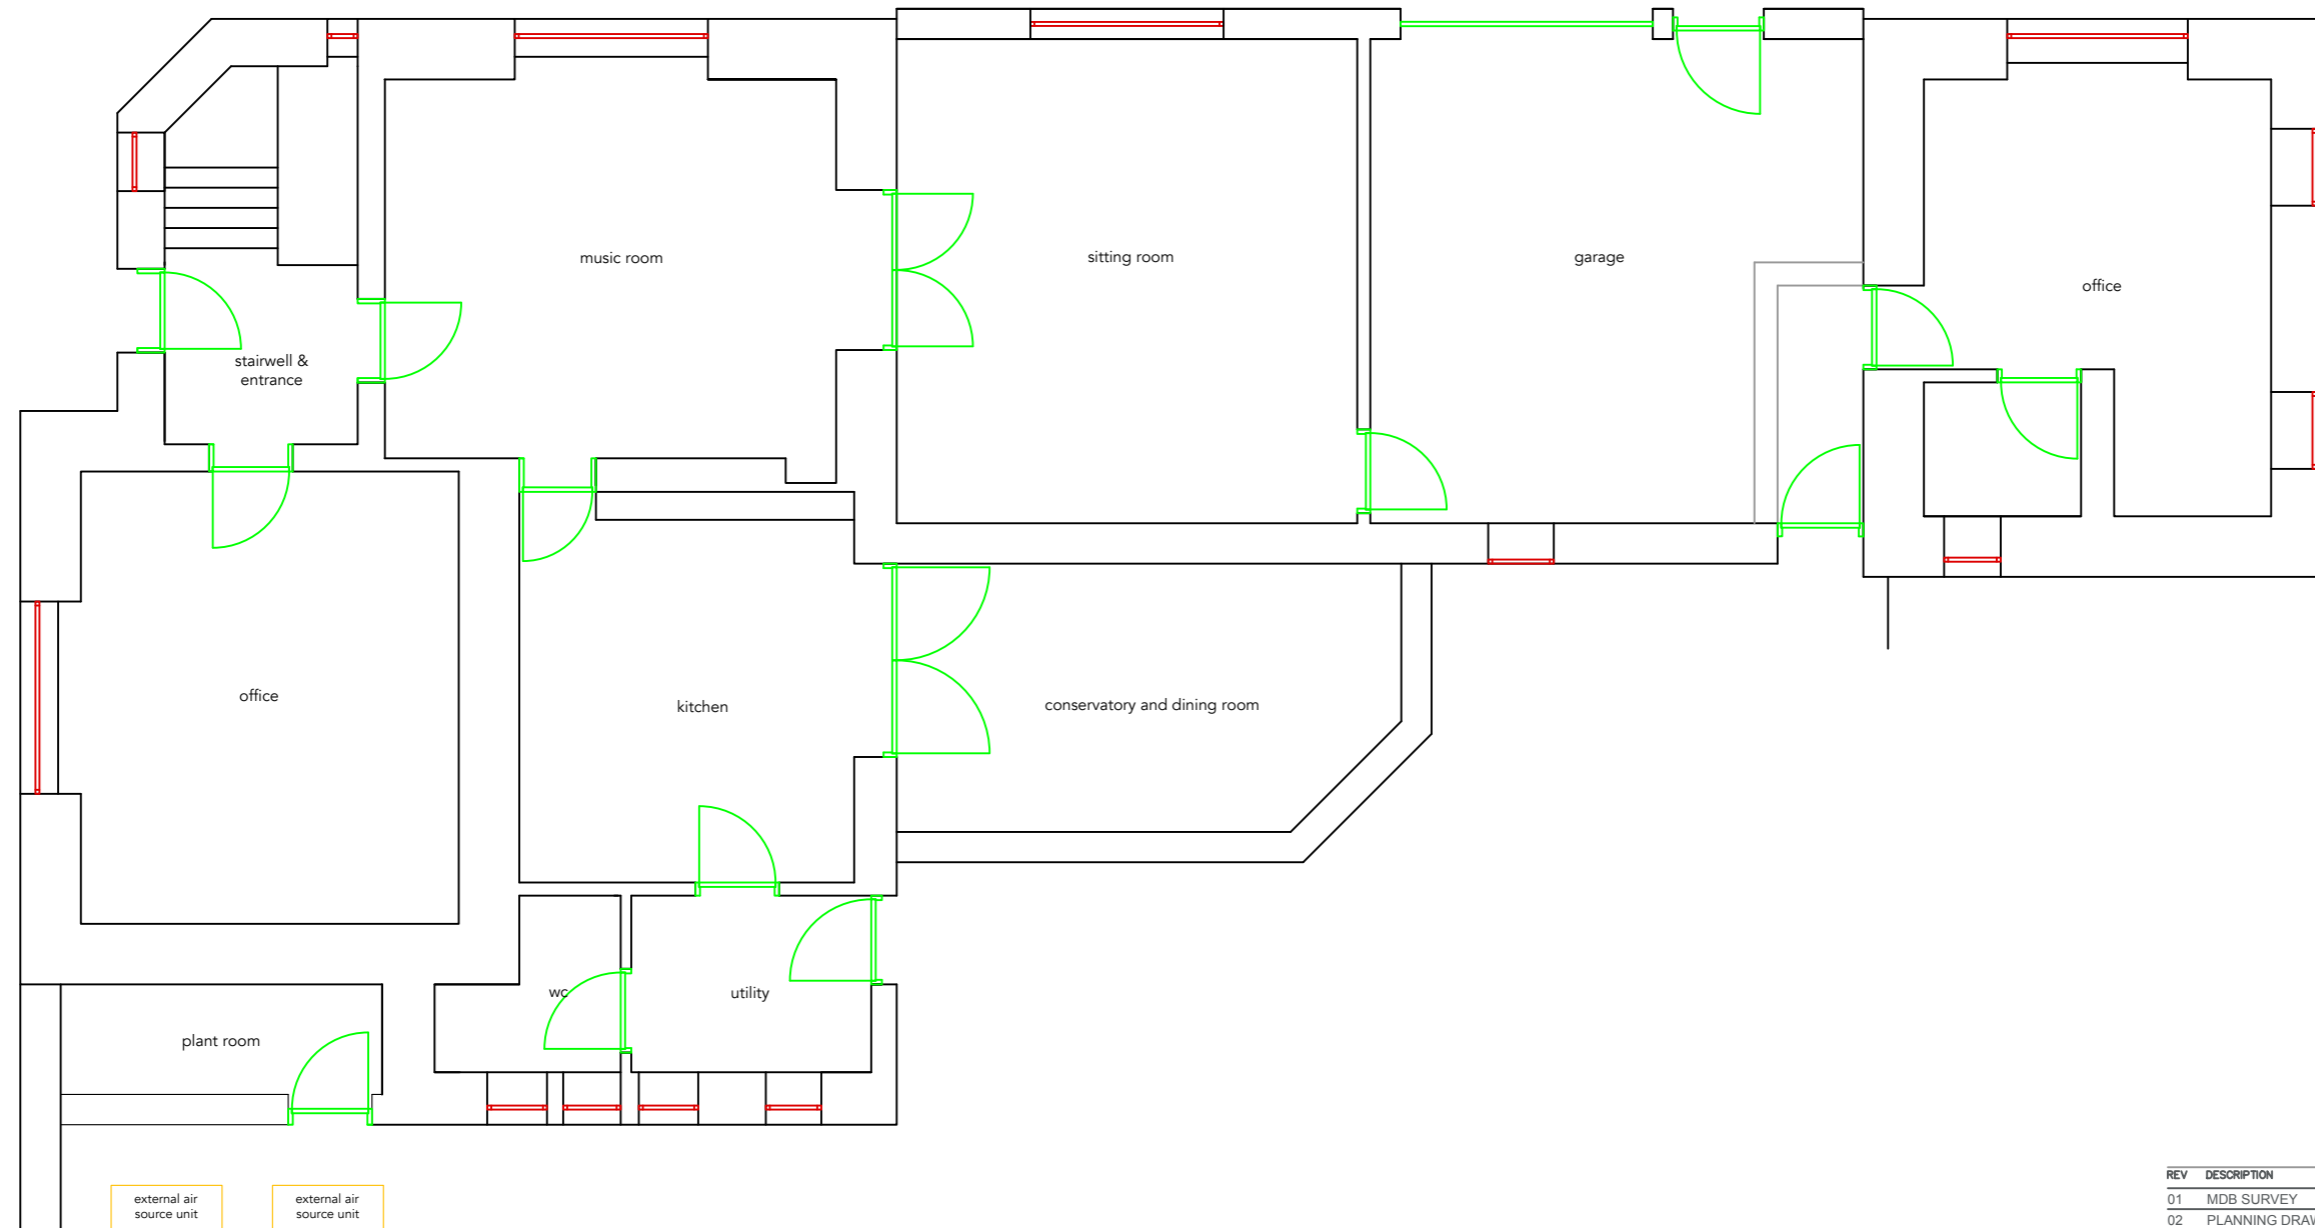 music room
sitting room
garage
office
stairwell &
entrance
office
kitchen
conservatory and dining room
wc
utility
plant room
external air
source unit
external air
source unit
REV DESCRIPTION
01 MDB SURVEY
02 PLANNING DRAW